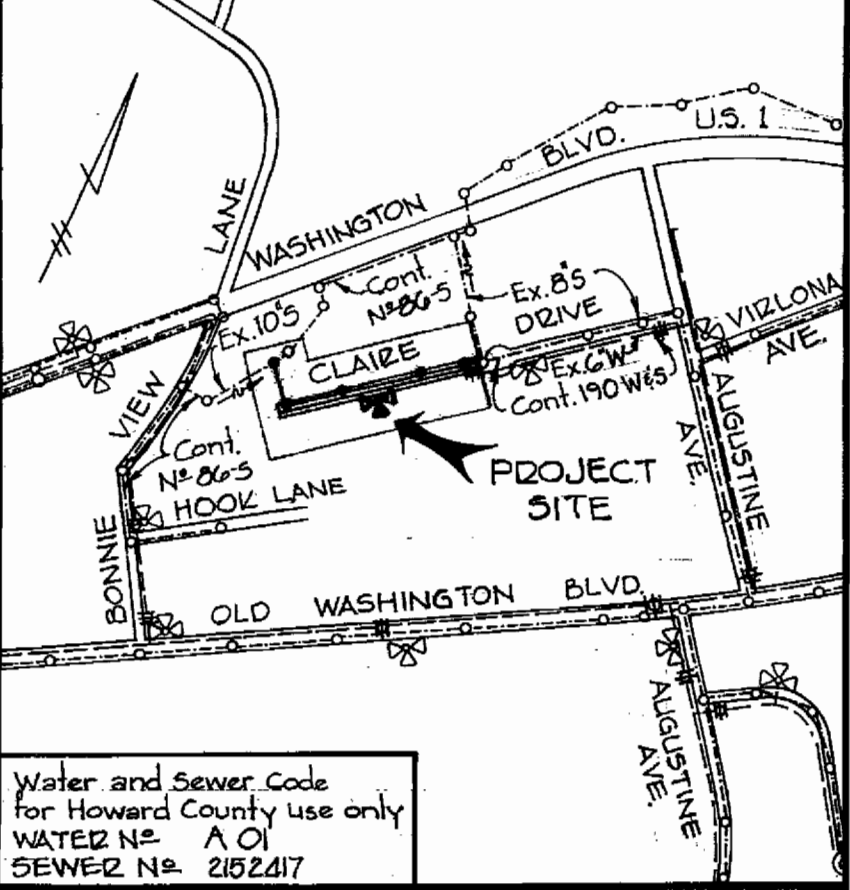 U.S. 1
BLVD.
WASHINGTON
LANE
Cont.
Nº 86-S
Ex. 8"S
DRIVE
Ex. 10"S
CLAIRE
VIRLONA
AVE.
Ex. 6"W
Cont. 190 W&S
VIEW
BONNIE
Cont.
Nº 86-S
HOOK LANE
PROJECT
SITE
AUGUSTINE
AVE.
OLD WASHINGTON BLVD.
AUGUSTINE
AVE.
Water and Sewer Code
for Howard County use only
WATER Nº A 01
SEWER Nº 2152417